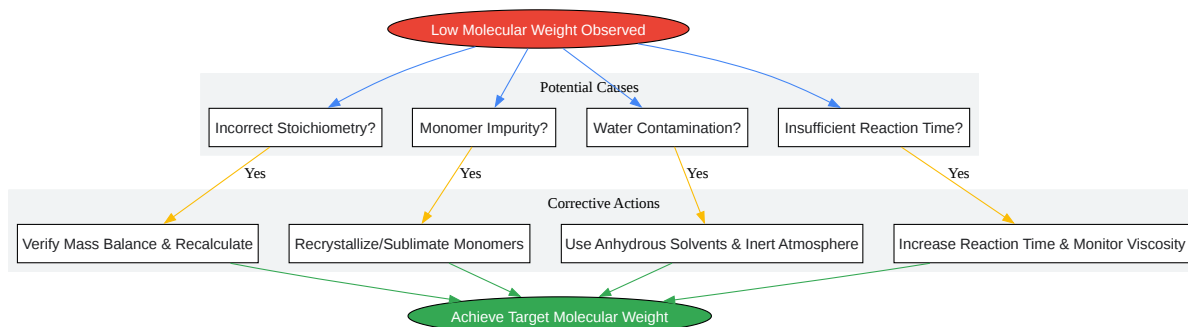 Low Molecular Weight Observed
Potential Causes
Incorrect Stoichiometry?
Monomer Impurity?
Water Contamination?
Insufficient Reaction Time?
Yes
Yes
Yes
Yes
Corrective Actions
Verify Mass Balance & Recalculate
Recrystallize/Sublimate Monomers
Use Anhydrous Solvents & Inert Atmosphere
Increase Reaction Time & Monitor Viscosity
Achieve Target Molecular Weight